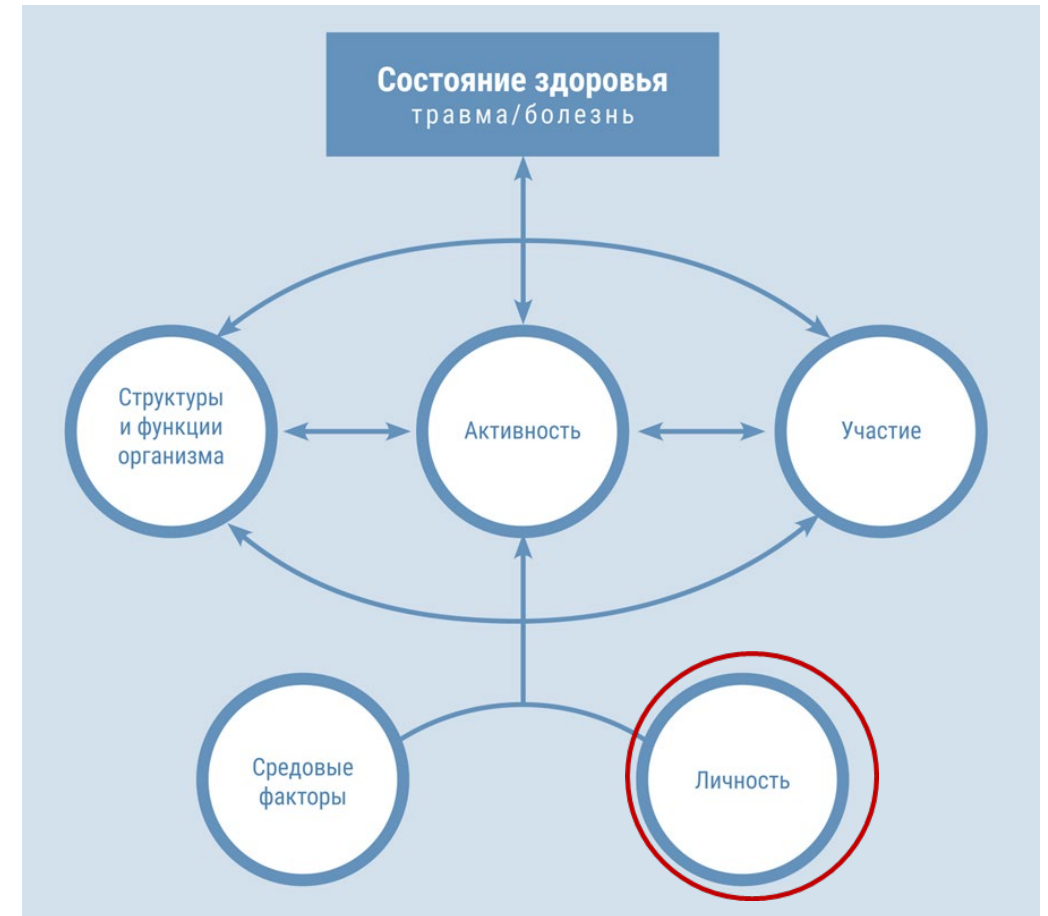 Состояние здоровья
травма/болезнь
Структуры
и функции
организма
Активность
Участие
Средовые
факторы
Личность